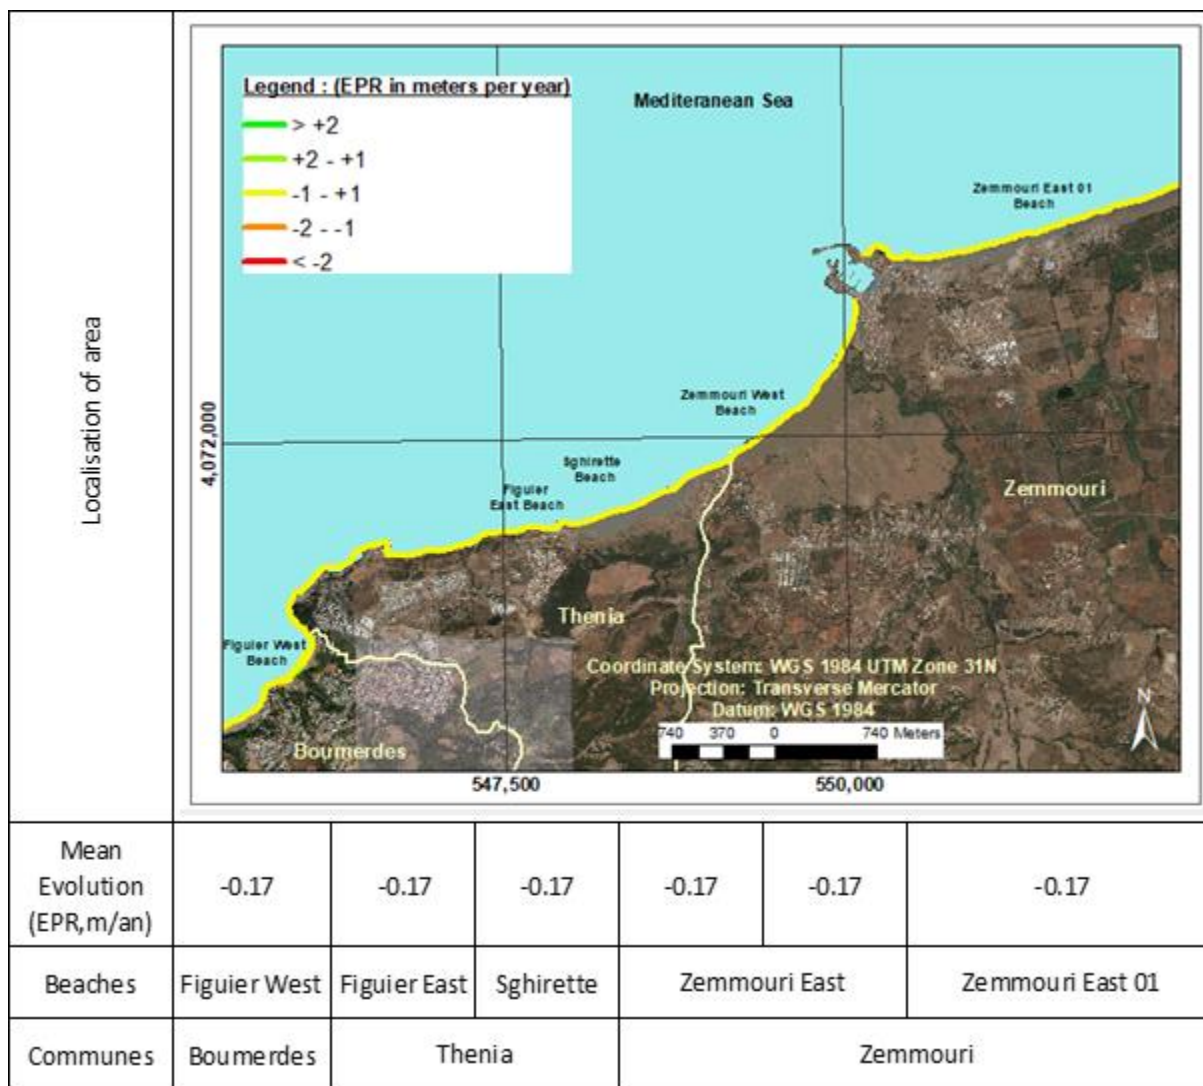 Localisation of area
Legend : (EPR in meters per year)
> +2
+2 - +1
-1 - +1
-2 - -1
< -2
Mediteranean Sea
Zemmouri East 01
Beach
Zemmouri West
Beach
Sghirette
Beach
Figuier
East Beach
Figuier West
Beach
Zemmouri
Thenia
Boumerdes
Coordinate System: WGS 1984 UTM Zone 31N
Projection: Transverse Mercator
Datum: WGS 1984
740 370 0 740 Meters
N
4,072,000
547,500 550,000
Mean
Evolution
(EPR,m/an)
-0.17 -0.17 -0.17 -0.17 -0.17 -0.17
Beaches Figuier West Figuier East Sghirette Zemmouri East Zemmouri East 01
Communes Boumerdes Thenia Zemmouri